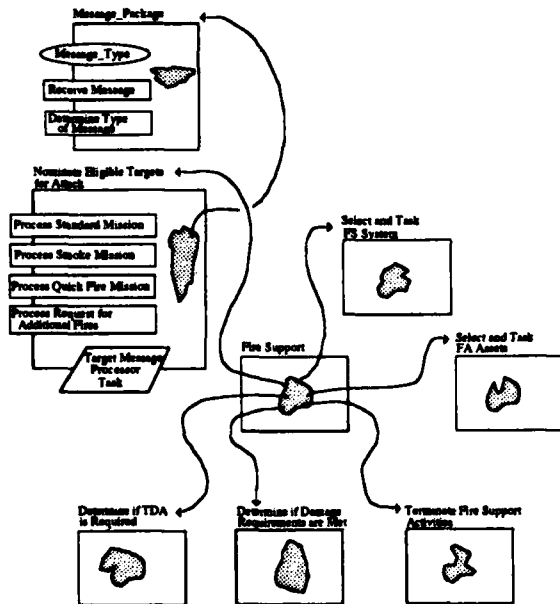 Message_Package
Message_Type
Receive Message
Determine Type
of Message
Nominate Eligible Targets
for Attack
Process Standard Mission
Process Smoke Mission
Process Quick Fire Mission
Process Request for
Additional Fires
Target Message
Processor
Task
Select and Task
FS System
Fire Support
Select and Task
FA Assets
Determine if TDA
is Required
Determine if Damage
Requirements are Met
Terminate Fire Support
Activities